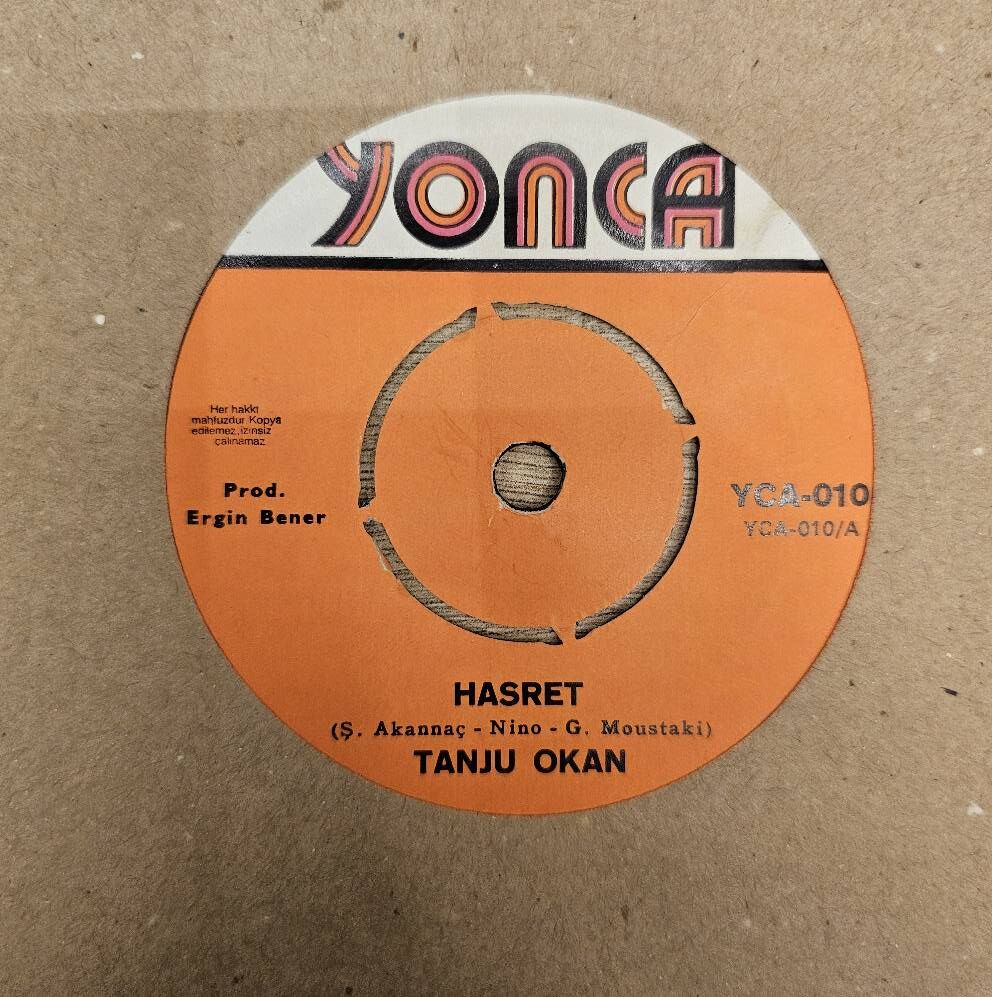 YONCA
Her hakkı
mahfuzdur Kopya
edilemez, izinsiz
çalınamaz
Prod.
Ergin Bener
YCA-010
YCA-010/A
HASRET
(Ş. Akannaç - Nino - G. Moustaki)
TANJU OKAN